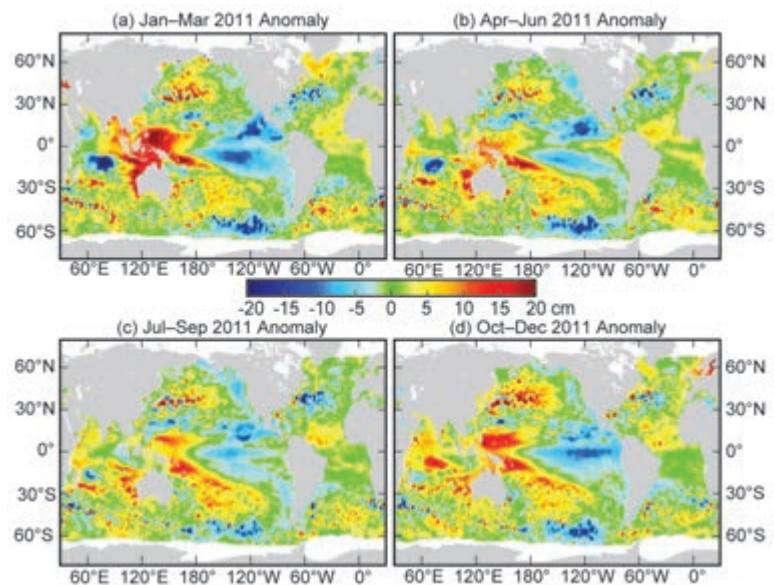 (a) Jan–Mar 2011 Anomaly
(b) Apr–Jun 2011 Anomaly
60°N
60°N
30°N
30°N
0°
0°
30°S
30°S
60°S
60°S
60°E 120°E 180° 120°W 60°W 0°
60°E 120°E 180° 120°W 60°W 0°
-20 -15 -10 -5 0 5 10 15 20 cm
(c) Jul–Sep 2011 Anomaly
(d) Oct–Dec 2011 Anomaly
60°N
60°N
30°N
30°N
0°
0°
30°S
30°S
60°S
60°S
60°E 120°E 180° 120°W 60°W 0°
60°E 120°E 180° 120°W 60°W 0°